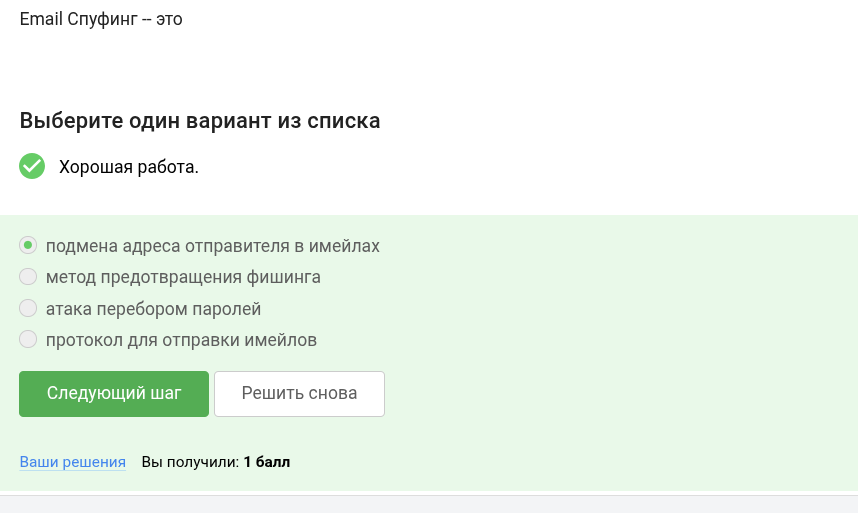 Email Спуфинг -- это
Выберите один вариант из списка
Хорошая работа.
подмена адреса отправителя в имейлах
метод предотвращения фишинга
атака перебором паролей
протокол для отправки имейлов
Следующий шаг Решить снова
Ваши решения Вы получили: 1 балл